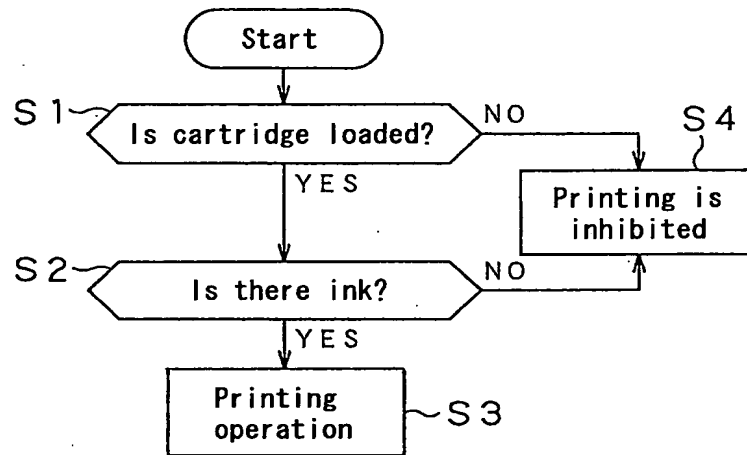 Start
S1
Is cartridge loaded?
NO
YES
S4
Printing is
inhibited
S2
Is there ink?
NO
YES
Printing
operation
S3